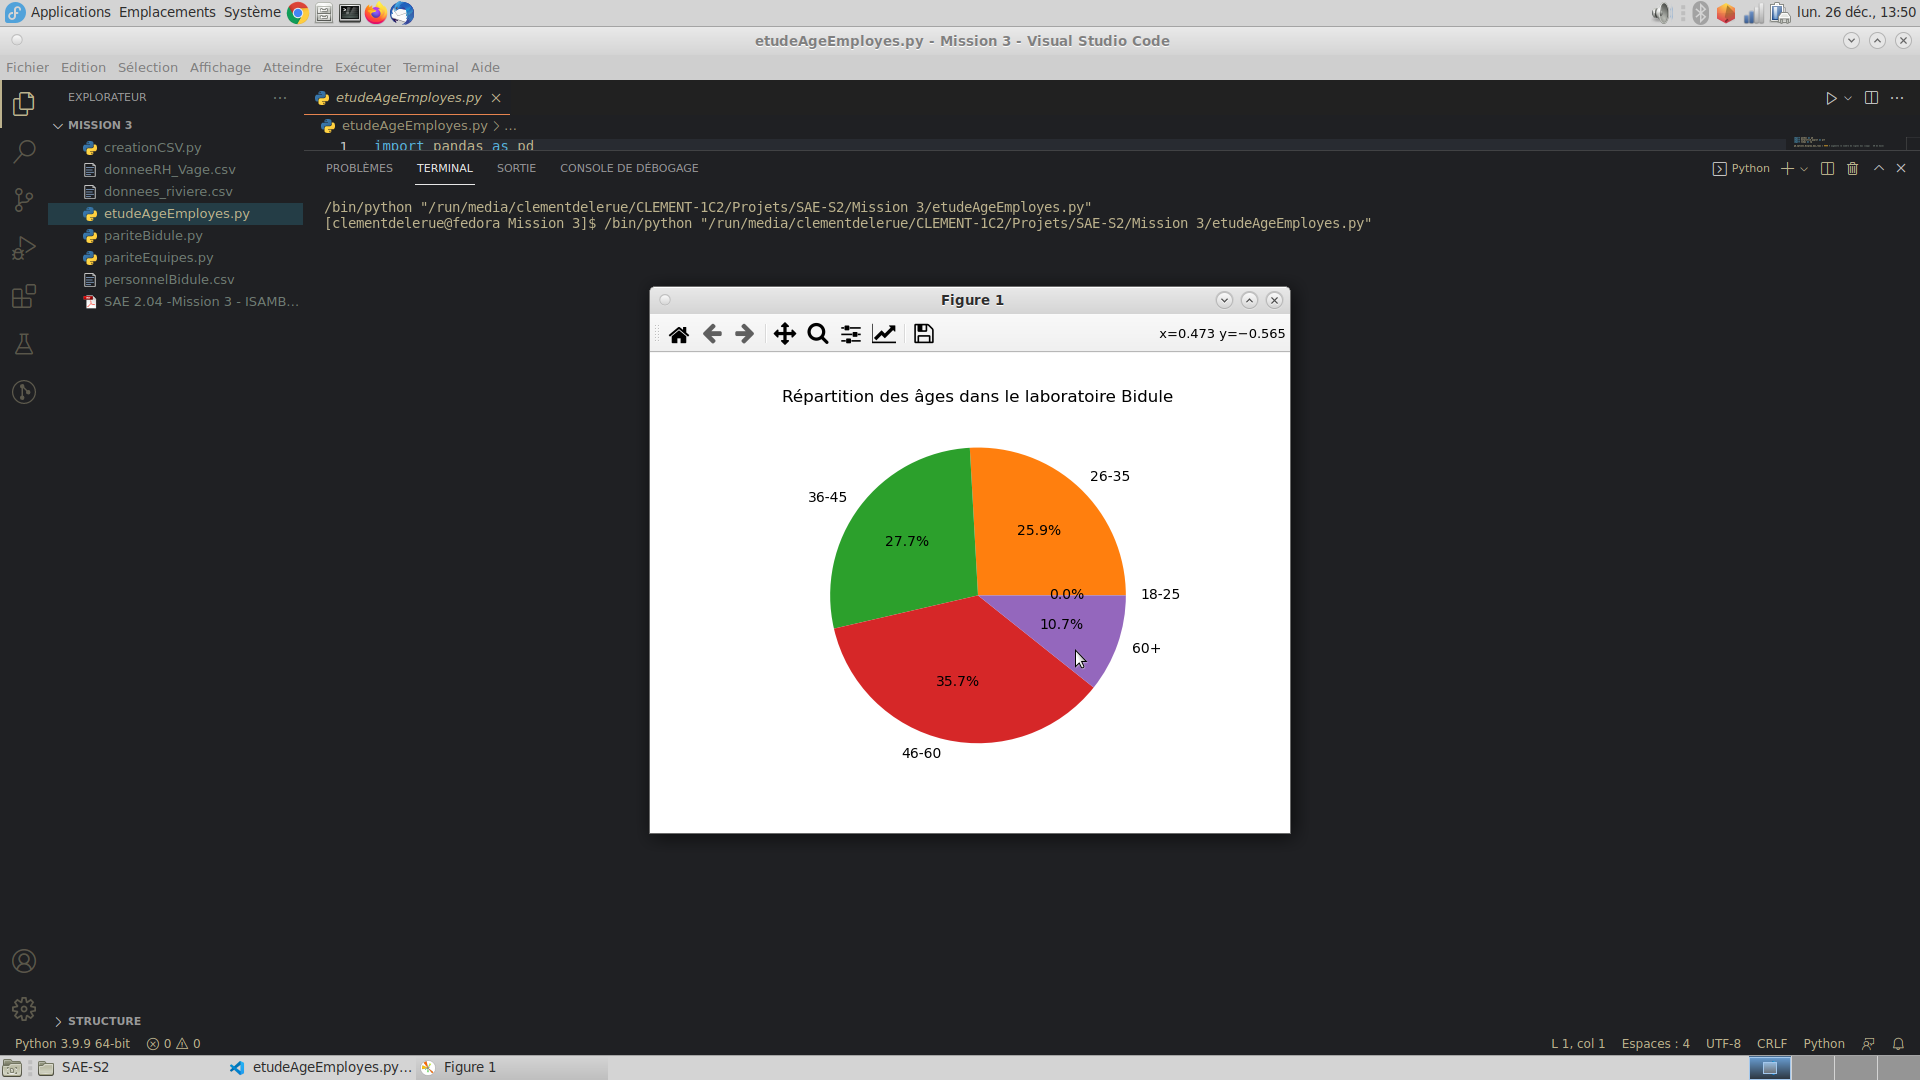 Applications Emplacements Système
lun. 26 déc., 13:50
etudeAgeEmployes.py - Mission 3 - Visual Studio Code
Fichier Edition Sélection Affichage Atteindre Exécuter Terminal Aide
EXPLORATEUR
MISSION 3
creationCSV.py
donneeRH_Vage.csv
donnees_riviere.csv
etudeAgeEmployes.py
pariteBidule.py
pariteEquipes.py
personnelBidule.csv
SAE 2.04 -Mission 3 - ISAMB...
etudeAgeEmployes.py
etudeAgeEmployes.py > ...
1 import pandas as pd
PROBLÈMES TERMINAL SORTIE CONSOLE DE DÉBOGAGE
Python
/bin/python "/run/media/clementdelerue/CLEMENT-1C2/Projets/SAE-S2/Mission 3/etudeAgeEmployes.py"
[clementdelerue@fedora Mission 3]$ /bin/python "/run/media/clementdelerue/CLEMENT-1C2/Projets/SAE-S2/Mission 3/etudeAgeEmployes.py"
Figure 1
x=0.473 y=−0.565
Répartition des âges dans le laboratoire Bidule
26-35
36-45
25.9%
27.7%
0.0%
18-25
10.7%
60+
35.7%
46-60
STRUCTURE
Python 3.9.9 64-bit 0 0
L 1, col 1 Espaces : 4 UTF-8 CRLF Python
SAE-S2
etudeAgeEmployes.py...
Figure 1